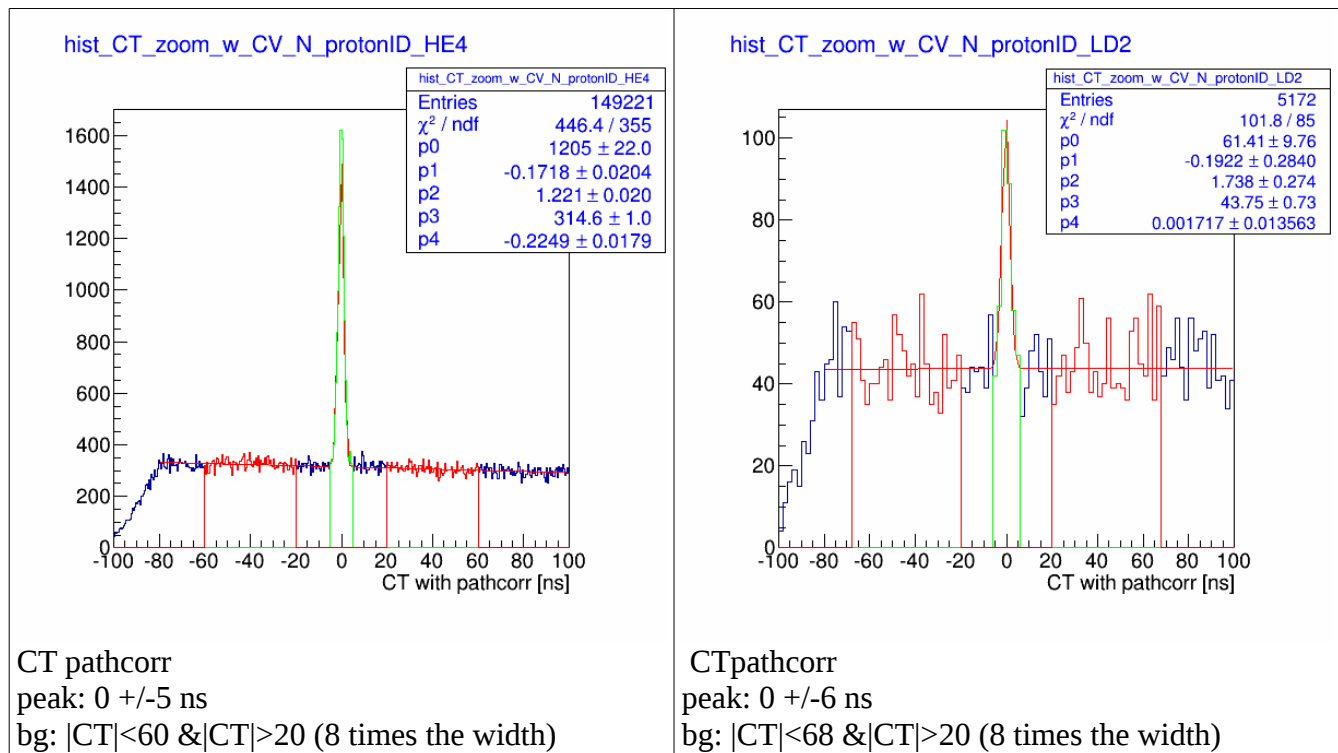 hist_CT_zoom_w_CV_N_protonID_HE4
hist_CT_zoom_w_CV_N_protonID_HE4
Entries 149221
χ² / ndf 446.4 / 355
p0 1205 ± 22.0
p1 -0.1718 ± 0.0204
p2 1.221 ± 0.020
p3 314.6 ± 1.0
p4 -0.2249 ± 0.0179
1600
1400
1200
1000
800
600
400
200
0
-100 -80 -60 -40 -20 0 20 40 60 80 100
CT with pathcorr [ns]
CT pathcorr
peak: 0 +/-5 ns
bg: |CT|<60 &|CT|>20 (8 times the width)
hist_CT_zoom_w_CV_N_protonID_LD2
hist_CT_zoom_w_CV_N_protonID_LD2
Entries 5172
χ² / ndf 101.8 / 85
p0 61.41 ± 9.76
p1 -0.1922 ± 0.2840
p2 1.738 ± 0.274
p3 43.75 ± 0.73
p4 0.001717 ± 0.013563
100
80
60
40
20
0
-100 -80 -60 -40 -20 0 20 40 60 80 100
CT with pathcorr [ns]
CTpathcorr
peak: 0 +/-6 ns
bg: |CT|<68 &|CT|>20 (8 times the width)